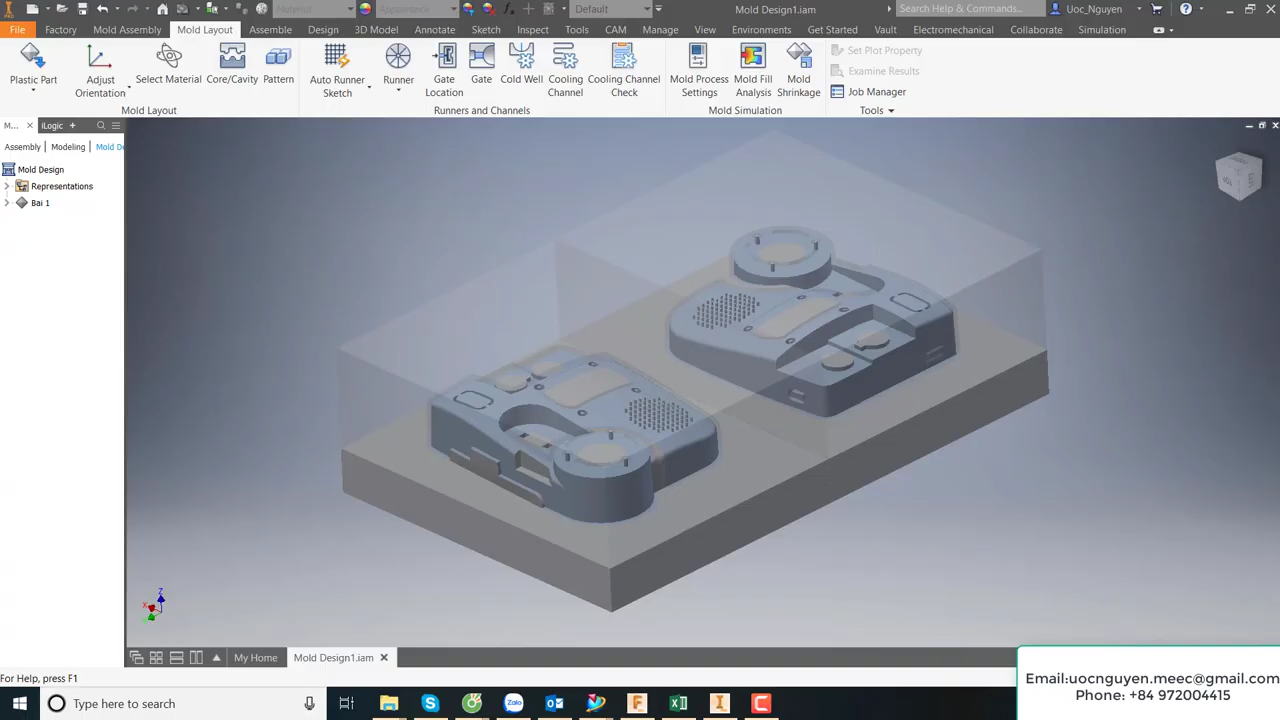 Material
Appearance
Default
Mold Design1.iam
Search Help & Commands...
Uoc_Nguyen
File
Factory
Mold Assembly
Mold Layout
Assemble
Design
3D Model
Annotate
Sketch
Inspect
Tools
CAM
Manage
View
Environments
Get Started
Vault
Electromechanical
Collaborate
Simulation
Plastic Part
Adjust
Orientation
Select Material
Core/Cavity
Pattern
Auto Runner
Sketch
Runner
Gate
Location
Gate
Cold Well
Cooling
Channel
Cooling Channel
Check
Mold Process
Settings
Mold Fill
Analysis
Mold
Shrinkage
Set Plot Property
Examine Results
Job Manager
Mold Layout
Runners and Channels
Mold Simulation
Tools
M...
iLogic
Assembly
Modeling
Mold De
Mold Design
Representations
Bai 1
Z
X
My Home
Mold Design1.iam
For Help, press F1
Type here to search
Email:uocnguyen.meec@gmail.com
Phone: +84 972004415